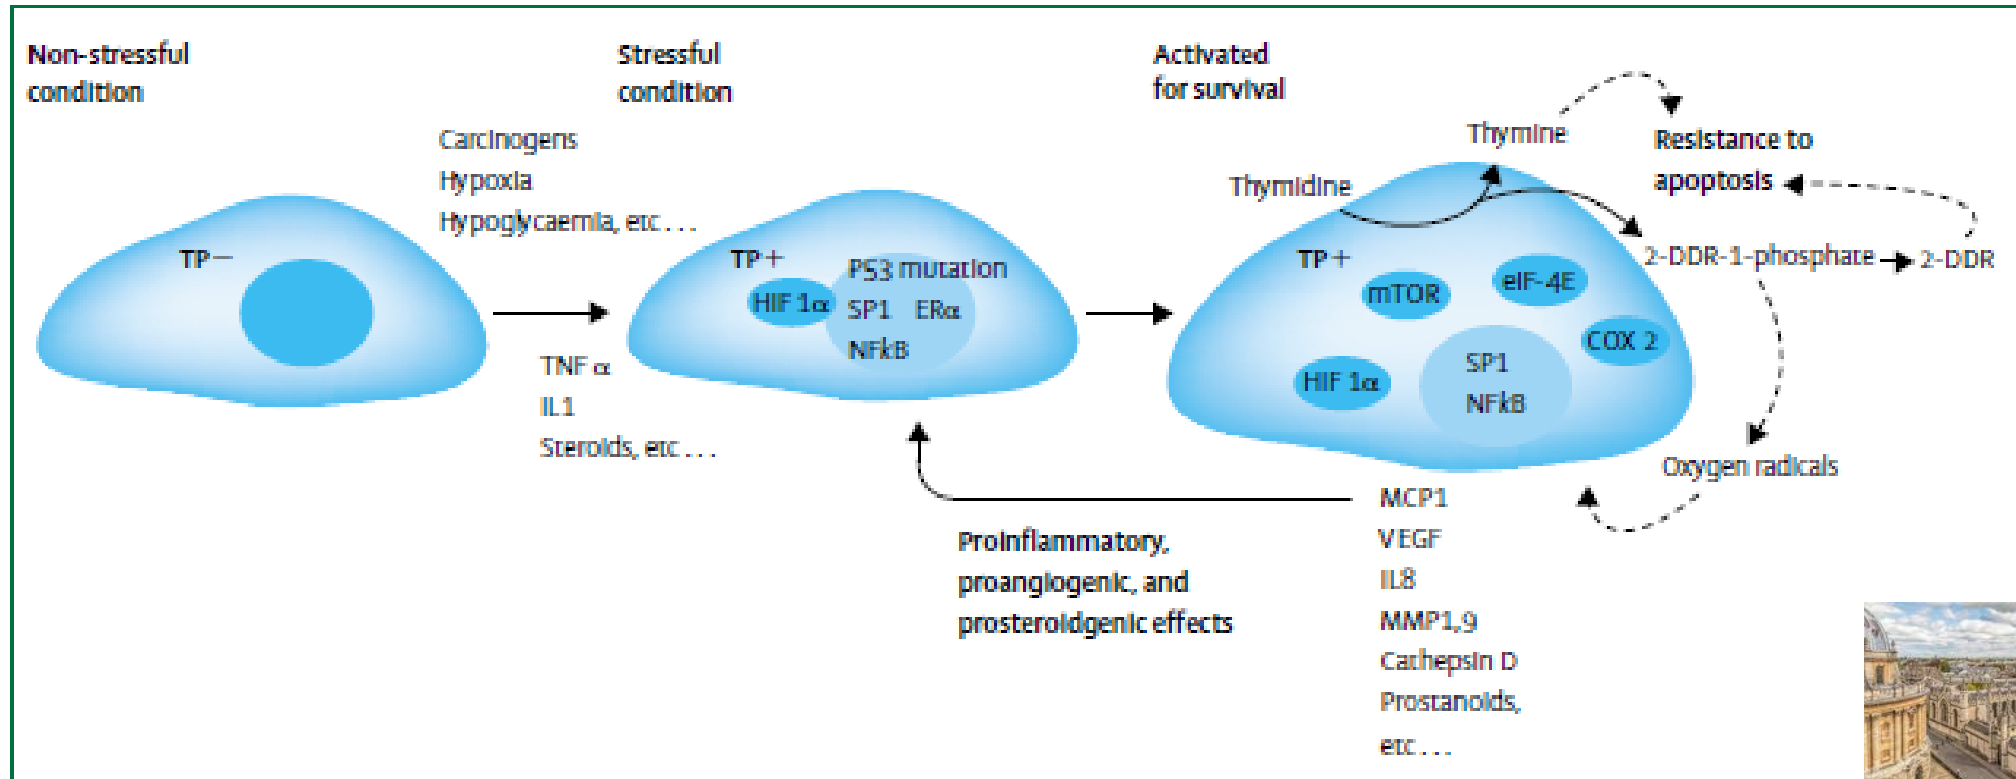 Non-stressful
condition
Carcinogens
Hypoxia
Hypoglycaemia, etc . . .
TP−
TNF α
IL1
Steroids, etc . . .
Stressful
condition
TP+
HIF 1α
PS3 mutation
SP1 ERα
NFkB
Proinflammatory,
proangiogenic, and
prosteroidgenic effects
Activated
for survival
Thymidine
Thymine
Resistance to
apoptosis
2-DDR-1-phosphate
2-DDR
TP+
mTOR
eIF-4E
COX 2
HIF 1α
SP1
NFkB
Oxygen radicals
MCP1
VEGF
IL8
MMP1,9
Cathepsin D
Prostanoids,
etc . . .